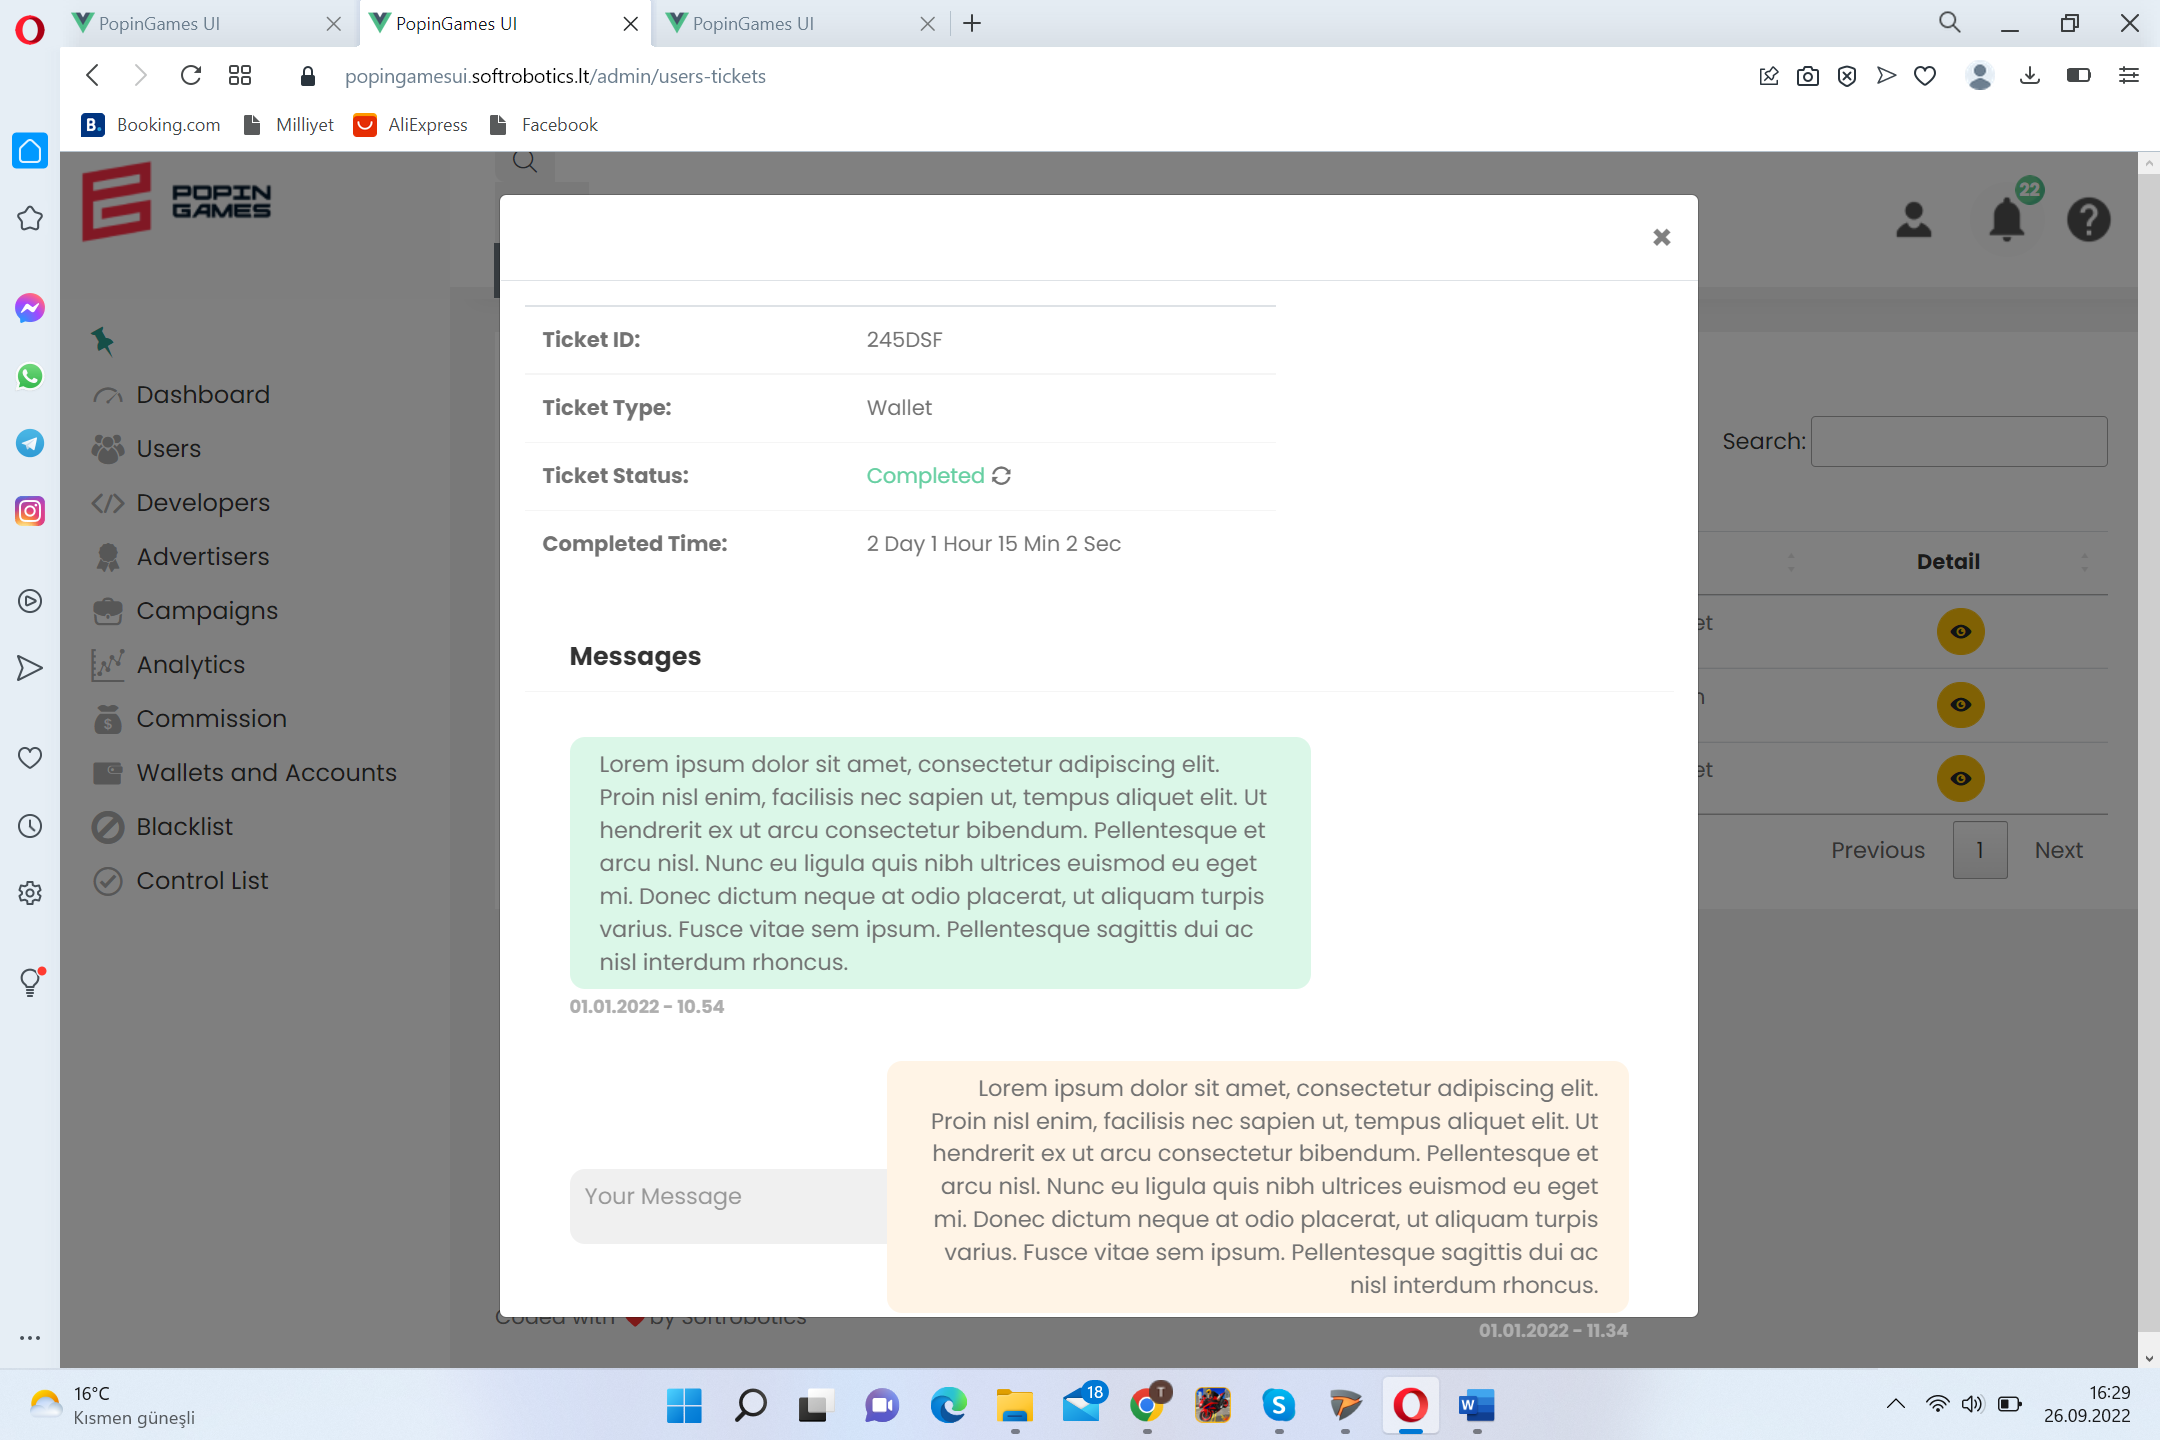 PopinGames UI
PopinGames UI
PopinGames UI
popingamesui.softrobotics.lt/admin/users-tickets
B.
Booking.com
Milliyet
AliExpress
Facebook
POPIN
GAMES
22
Dashboard
Users
Developers
Advertisers
Campaigns
Analytics
Commission
Wallets and Accounts
Blacklist
Control List
Ticket ID: 245DSF
Ticket Type: Wallet
Ticket Status: Completed
Completed Time: 2 Day 1 Hour 15 Min 2 Sec
Messages
Lorem ipsum dolor sit amet, consectetur adipiscing elit.
Proin nisl enim, facilisis nec sapien ut, tempus aliquet elit. Ut
hendrerit ex ut arcu consectetur bibendum. Pellentesque et
arcu nisl. Nunc eu ligula quis nibh ultrices euismod eu eget
mi. Donec dictum neque at odio placerat, ut aliquam turpis
varius. Fusce vitae sem ipsum. Pellentesque sagittis dui ac
nisl interdum rhoncus.
01.01.2022 - 10.54
Lorem ipsum dolor sit amet, consectetur adipiscing elit.
Proin nisl enim, facilisis nec sapien ut, tempus aliquet elit. Ut
hendrerit ex ut arcu consectetur bibendum. Pellentesque et
arcu nisl. Nunc eu ligula quis nibh ultrices euismod eu eget
mi. Donec dictum neque at odio placerat, ut aliquam turpis
varius. Fusce vitae sem ipsum. Pellentesque sagittis dui ac
nisl interdum rhoncus.
01.01.2022 - 11.34
Your Message
Search:
Detail
et
et
Previous 1 Next
Coded with by Softrobotics
16°C
Kısmen güneşli
18
T
S
W
16:29
26.09.2022